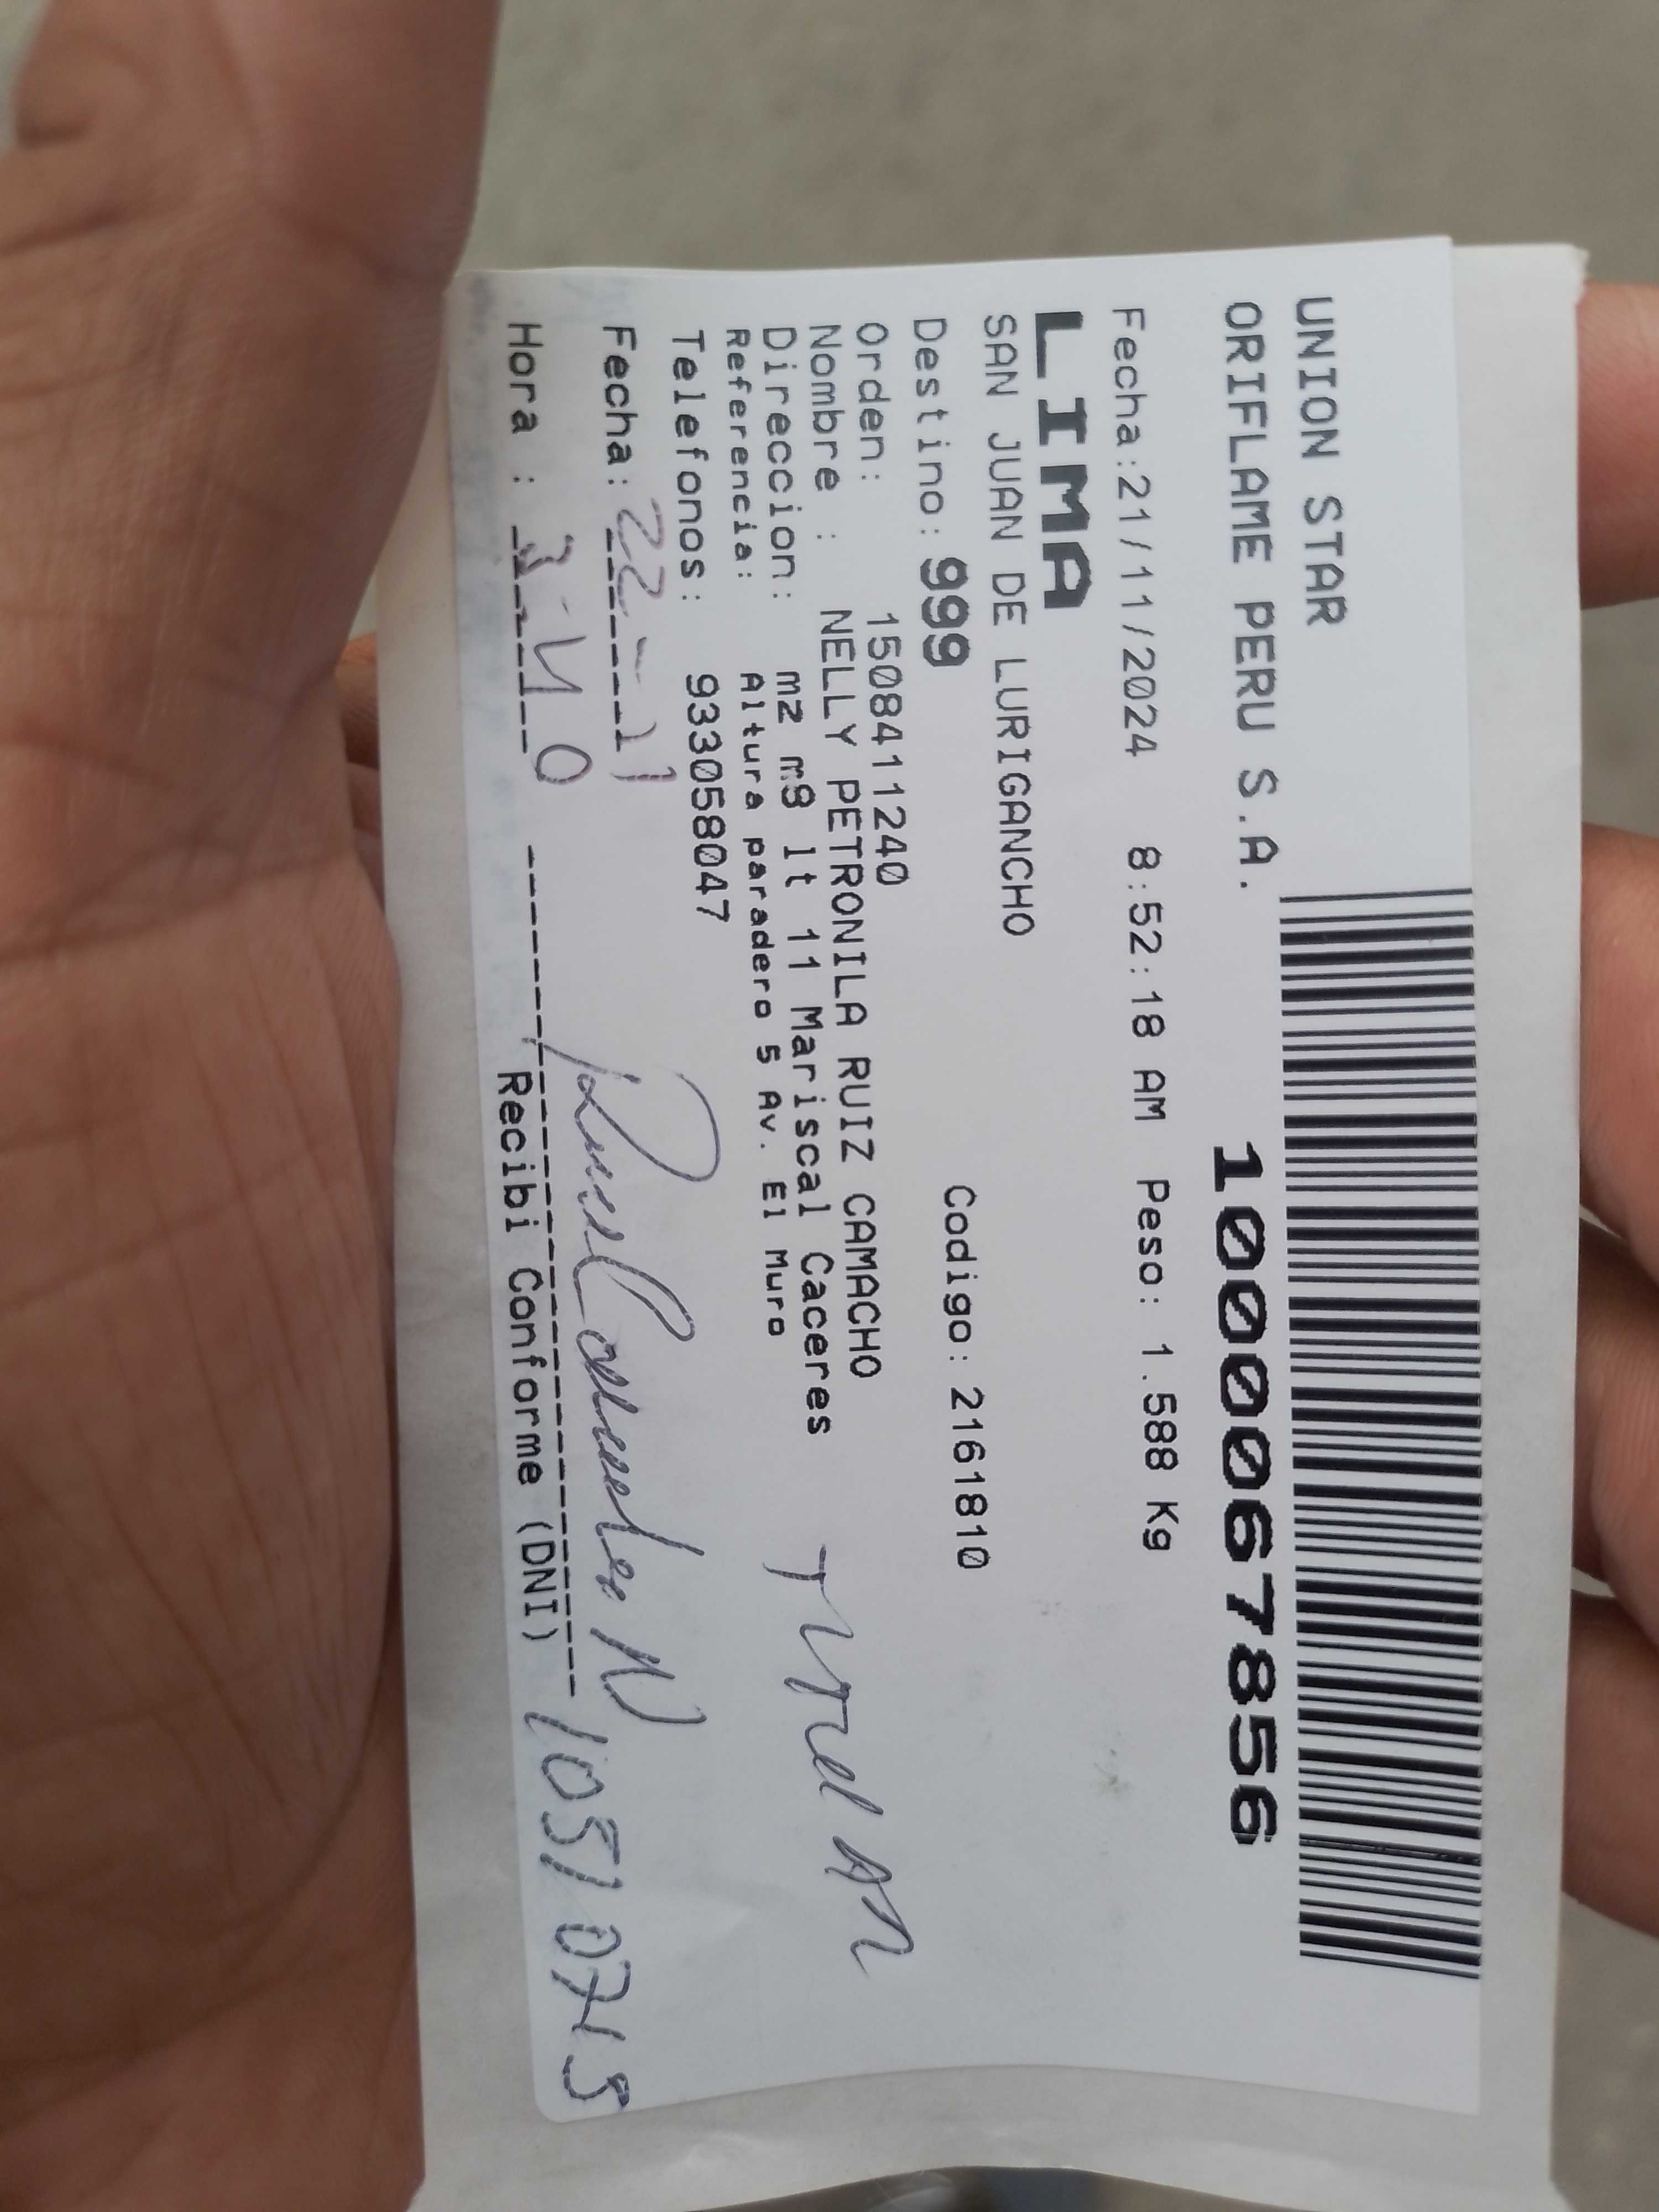 UNION STAR
ORIFLAME PERU S.A. 1000067856
Fecha:21/11/2024 8:52:18 AM Peso: 1.588 Kg
LIMA
SAN JUAN DE LURIGANCHO
Destino: 999 Codigo: 2161810
Orden: 1508411240
Nombre : NELLY PETRONILA RUIZ CAMACHO
Direccion: mz m9 lt 11 Mariscal Caceres
Referencia: Altura paradero 5 Av. El Muro
Telefonos: 933058047
Fecha: 22-11
Hora : 3:40
Recibi Conforme (DNI)